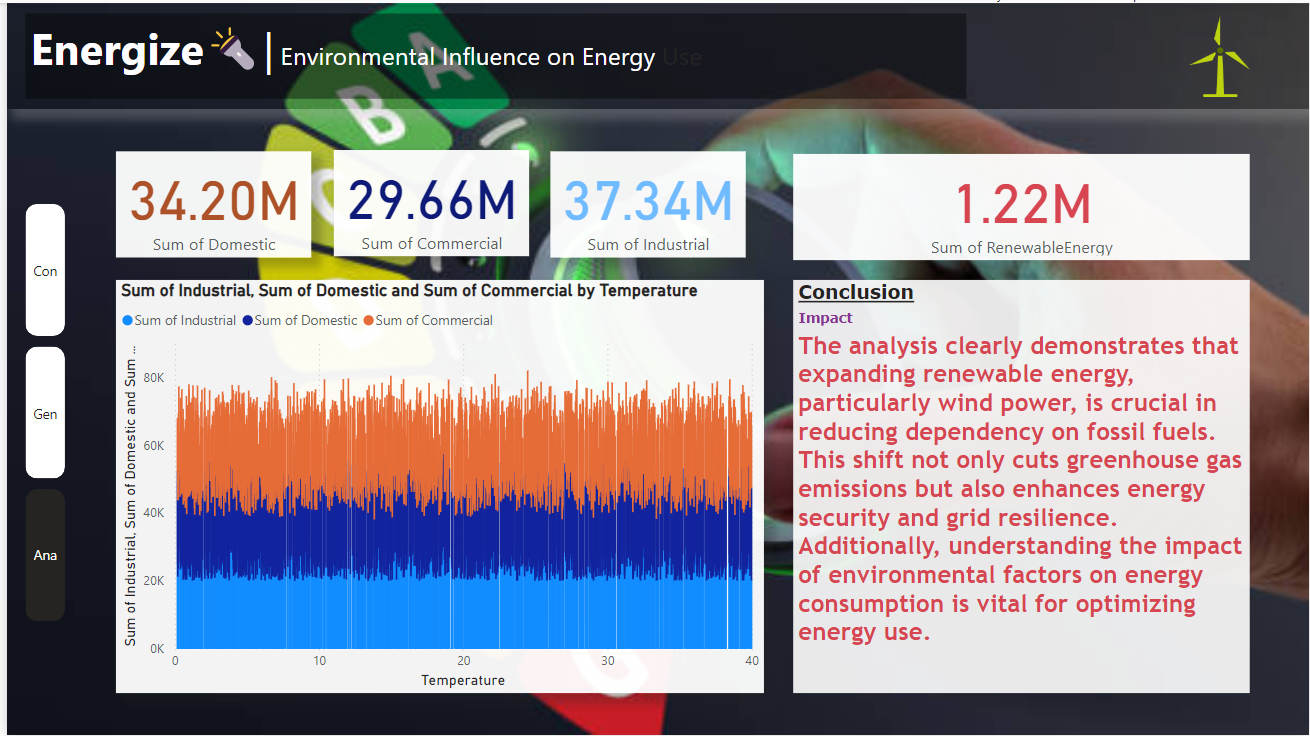 Energize | Environmental Influence on Energy Use
A
B
C
G
34.20M
Sum of Domestic
29.66M
Sum of Commercial
37.34M
Sum of Industrial
1.22M
Sum of RenewableEnergy
Con
Gen
Ana
Sum of Industrial, Sum of Domestic and Sum of Commercial by Temperature
Sum of Industrial Sum of Domestic Sum of Commercial
Sum of Industrial, Sum of Domestic and Sum ...
80K
60K
40K
20K
0K
0 10 20 30 40
Temperature
Conclusion
Impact
The analysis clearly demonstrates that
expanding renewable energy,
particularly wind power, is crucial in
reducing dependency on fossil fuels.
This shift not only cuts greenhouse gas
emissions but also enhances energy
security and grid resilience.
Additionally, understanding the impact
of environmental factors on energy
consumption is vital for optimizing
energy use.